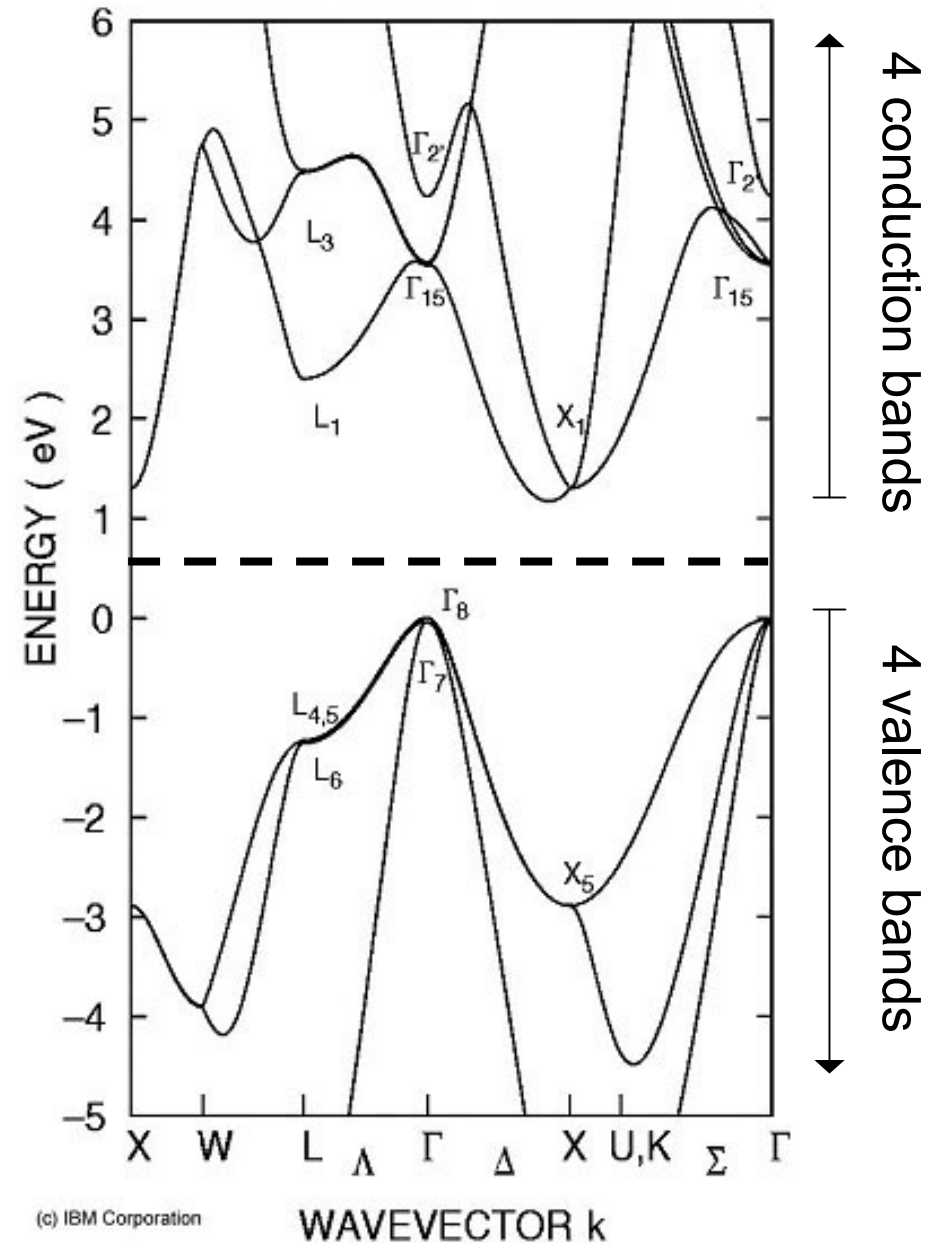 6
5
4
3
2
1
0
−1
−2
−3
−4
−5
ENERGY ( eV )
Γ2'
Γ2'
L3
Γ15
Γ15
L1
X1
Γ8
Γ7
L4,5
L6
X5
X W L Λ Γ Δ X U,K Σ Γ
WAVEVECTOR k
(c) IBM Corporation
4 conduction bands
4 valence bands